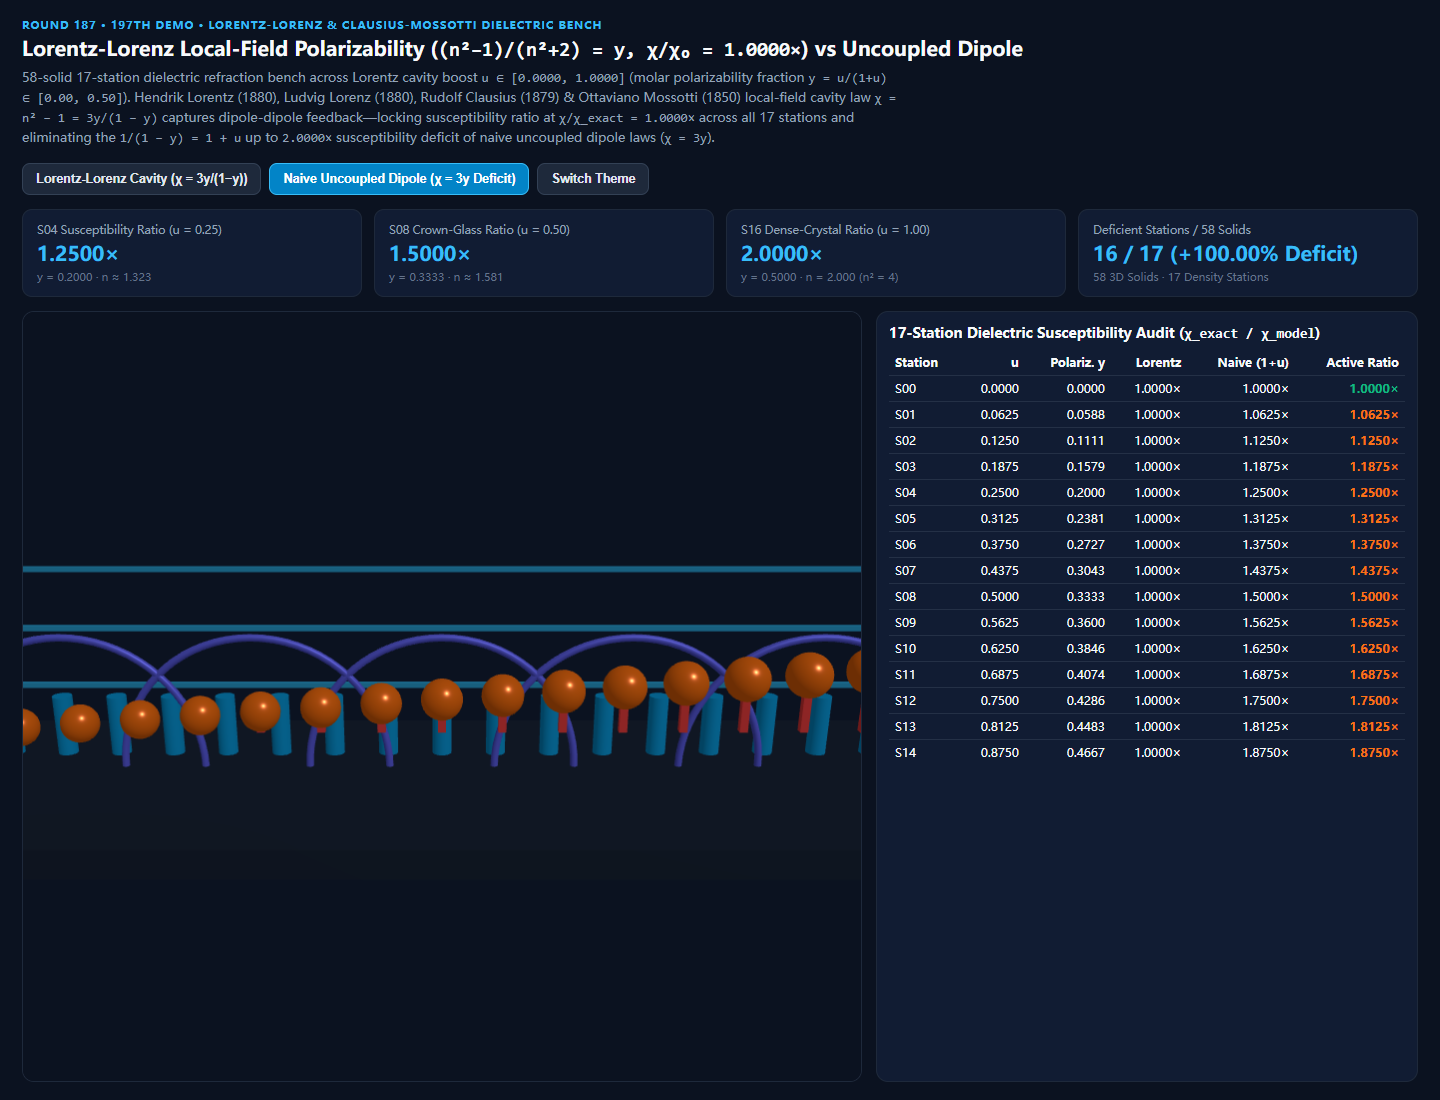 ROUND 187 • 197TH DEMO • LORENTZ-LORENZ & CLAUSIUS-MOSSOTTI DIELECTRIC BENCH
Lorentz-Lorenz Local-Field Polarizability ((n²−1)/(n²+2) = y, χ/χ₀ = 1.0000×) vs Uncoupled Dipole
58-solid 17-station dielectric refraction bench across Lorentz cavity boost u ∈ [0.0000, 1.0000] (molar polarizability fraction y = u/(1+u)
∈ [0.00, 0.50]). Hendrik Lorentz (1880), Ludvig Lorenz (1880), Rudolf Clausius (1879) & Ottaviano Mossotti (1850) local-field cavity law χ =
n² − 1 = 3y/(1 − y) captures dipole-dipole feedback—locking susceptibility ratio at χ/χ_exact = 1.0000× across all 17 stations and
eliminating the 1/(1 − y) = 1 + u up to 2.0000× susceptibility deficit of naive uncoupled dipole laws (χ = 3y).
Lorentz-Lorenz Cavity (χ = 3y/(1−y))
Naive Uncoupled Dipole (χ = 3y Deficit)
Switch Theme
S04 Susceptibility Ratio (u = 0.25)
1.2500×
y = 0.2000 · n ≈ 1.323
S08 Crown-Glass Ratio (u = 0.50)
1.5000×
y = 0.3333 · n ≈ 1.581
S16 Dense-Crystal Ratio (u = 1.00)
2.0000×
y = 0.5000 · n = 2.000 (n² = 4)
Deficient Stations / 58 Solids
16 / 17 (+100.00% Deficit)
58 3D Solids · 17 Density Stations
17-Station Dielectric Susceptibility Audit (χ_exact / χ_model)
Station u Polariz. y Lorentz Naive (1+u) Active Ratio
S00 0.0000 0.0000 1.0000× 1.0000× 1.0000×
S01 0.0625 0.0588 1.0000× 1.0625× 1.0625×
S02 0.1250 0.1111 1.0000× 1.1250× 1.1250×
S03 0.1875 0.1579 1.0000× 1.1875× 1.1875×
S04 0.2500 0.2000 1.0000× 1.2500× 1.2500×
S05 0.3125 0.2381 1.0000× 1.3125× 1.3125×
S06 0.3750 0.2727 1.0000× 1.3750× 1.3750×
S07 0.4375 0.3043 1.0000× 1.4375× 1.4375×
S08 0.5000 0.3333 1.0000× 1.5000× 1.5000×
S09 0.5625 0.3600 1.0000× 1.5625× 1.5625×
S10 0.6250 0.3846 1.0000× 1.6250× 1.6250×
S11 0.6875 0.4074 1.0000× 1.6875× 1.6875×
S12 0.7500 0.4286 1.0000× 1.7500× 1.7500×
S13 0.8125 0.4483 1.0000× 1.8125× 1.8125×
S14 0.8750 0.4667 1.0000× 1.8750× 1.8750×